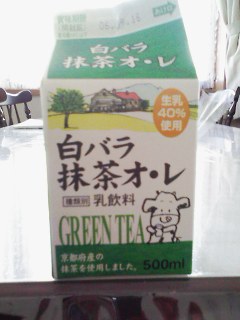 白バラ
抹茶オ・レ
生乳
40%
使用
白バラ
抹茶オ・レ
種類別 乳飲料
GREEN TEA
京都府産の
抹茶を使用しました。
500ml